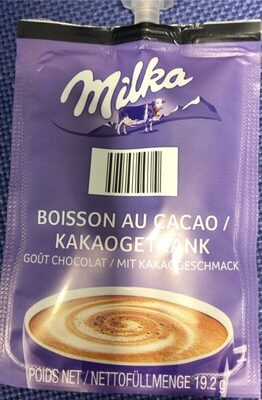 Milka
BOISSON AU CACAO /
KAKAOGETRÄNK
GOÛT CHOCOLAT / MIT KAKAOGESCHMACK
POIDS NET / NETTOFÜLLMENGE 19.2 g